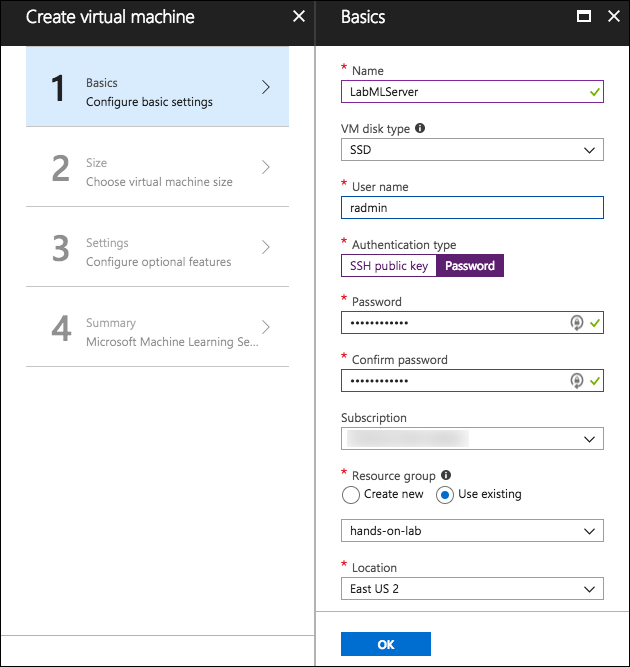 Create virtual machine
1
Basics
Configure basic settings
2
Size
Choose virtual machine size
3
Settings
Configure optional features
4
Summary
Microsoft Machine Learning Se...
Basics
* Name
LabMLServer
VM disk type
SSD
* User name
radmin
* Authentication type
SSH public key Password
* Password
••••••••••••
* Confirm password
••••••••••••
Subscription
* Resource group
Create new Use existing
hands-on-lab
* Location
East US 2
OK